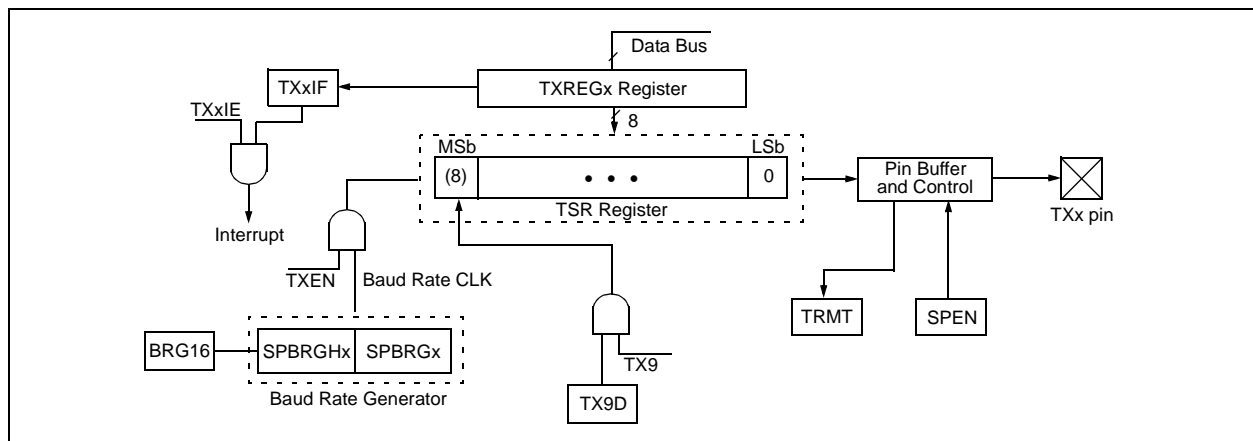 Data Bus
TXxIF
TXREGx Register
TXxIE
8
MSb
LSb
(8)
• • •
0
Pin Buffer
and Control
TSR Register
TXx pin
Interrupt
TXEN
Baud Rate CLK
TRMT
SPEN
BRG16
SPBRGHx
SPBRGx
TX9
Baud Rate Generator
TX9D